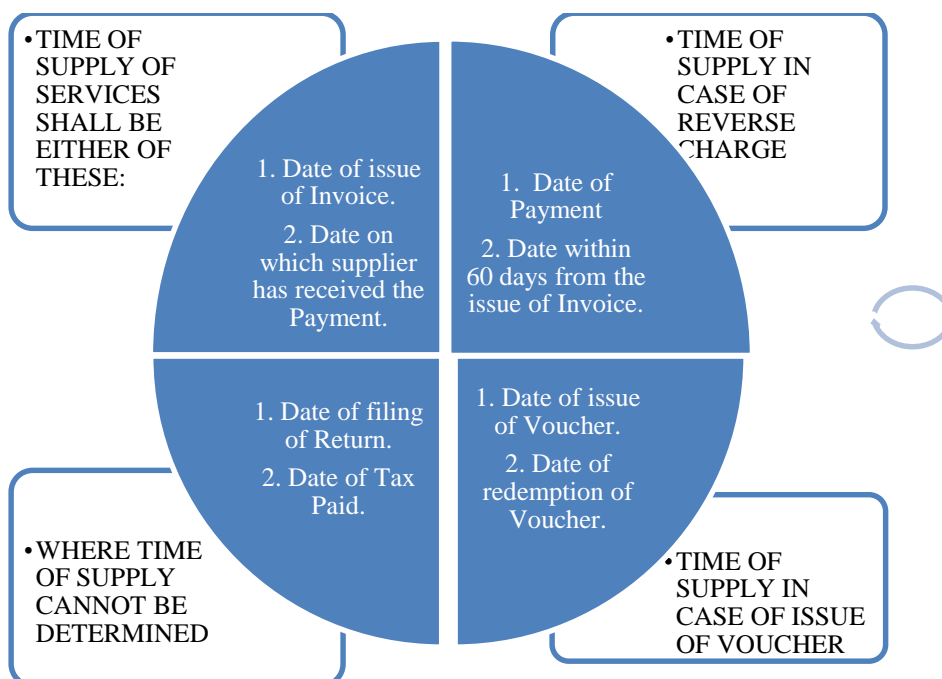 •TIME OF
SUPPLY OF
SERVICES
SHALL BE
EITHER OF
THESE:
1. Date of issue
of Invoice.
2. Date on
which supplier
has received the
Payment.
•TIME OF
SUPPLY IN
CASE OF
REVERSE
CHARGE
1. Date of
Payment
2. Date within
60 days from the
issue of Invoice.
•WHERE TIME
OF SUPPLY
CANNOT BE
DETERMINED
1. Date of filing
of Return.
2. Date of Tax
Paid.
•TIME OF
SUPPLY IN
CASE OF ISSUE
OF VOUCHER
1. Date of issue
of Voucher.
2. Date of
redemption of
Voucher.